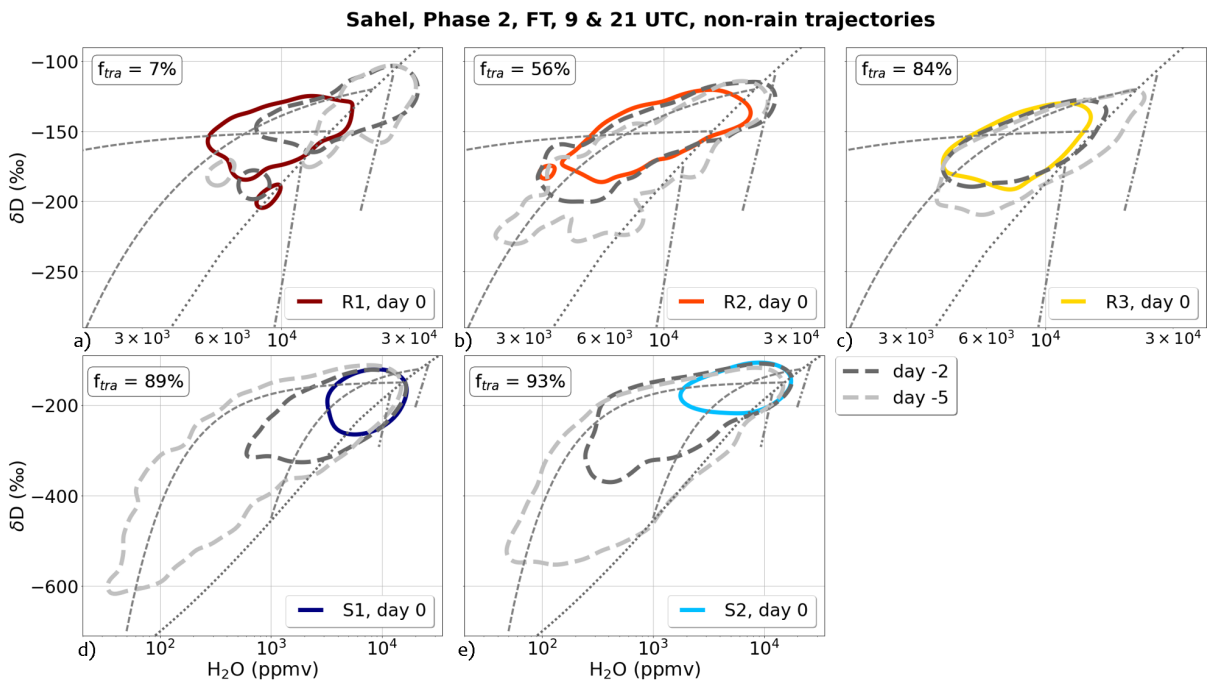 Sahel, Phase 2, FT, 9 & 21 UTC, non-rain trajectories
f_tra = 7%
f_tra = 56%
f_tra = 84%
−100
−150
−200
−250
δD (‰)
R1, day 0
R2, day 0
R3, day 0
a)
3 × 10³
6 × 10³
10⁴
3 × 10⁴
b)
3 × 10³
6 × 10³
10⁴
3 × 10⁴
c)
3 × 10³
6 × 10³
10⁴
3 × 10⁴
f_tra = 89%
f_tra = 93%
day -2
day -5
−200
−400
−600
δD (‰)
S1, day 0
S2, day 0
d)
10²
10³
10⁴
e)
10²
10³
10⁴
H₂O (ppmv)
H₂O (ppmv)